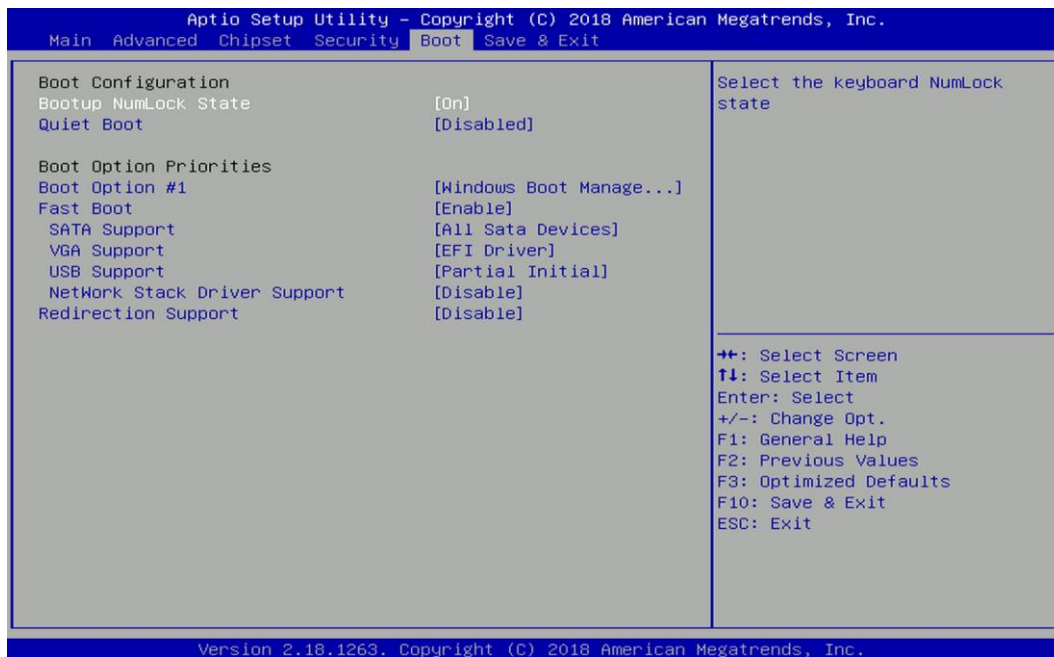 Aptio Setup Utility – Copyright (C) 2018 American Megatrends, Inc.
Main Advanced Chipset Security Boot Save & Exit
Boot Configuration
Bootup NumLock State [On]
Quiet Boot [Disabled]
Boot Option Priorities
Boot Option #1 [Windows Boot Manage...]
Fast Boot [Enable]
SATA Support [All Sata Devices]
VGA Support [EFI Driver]
USB Support [Partial Initial]
NetWork Stack Driver Support [Disable]
Redirection Support [Disable]
Select the keyboard NumLock
state
→←: Select Screen
↑↓: Select Item
Enter: Select
+/-: Change Opt.
F1: General Help
F2: Previous Values
F3: Optimized Defaults
F10: Save & Exit
ESC: Exit
Version 2.18.1263. Copyright (C) 2018 American Megatrends, Inc.